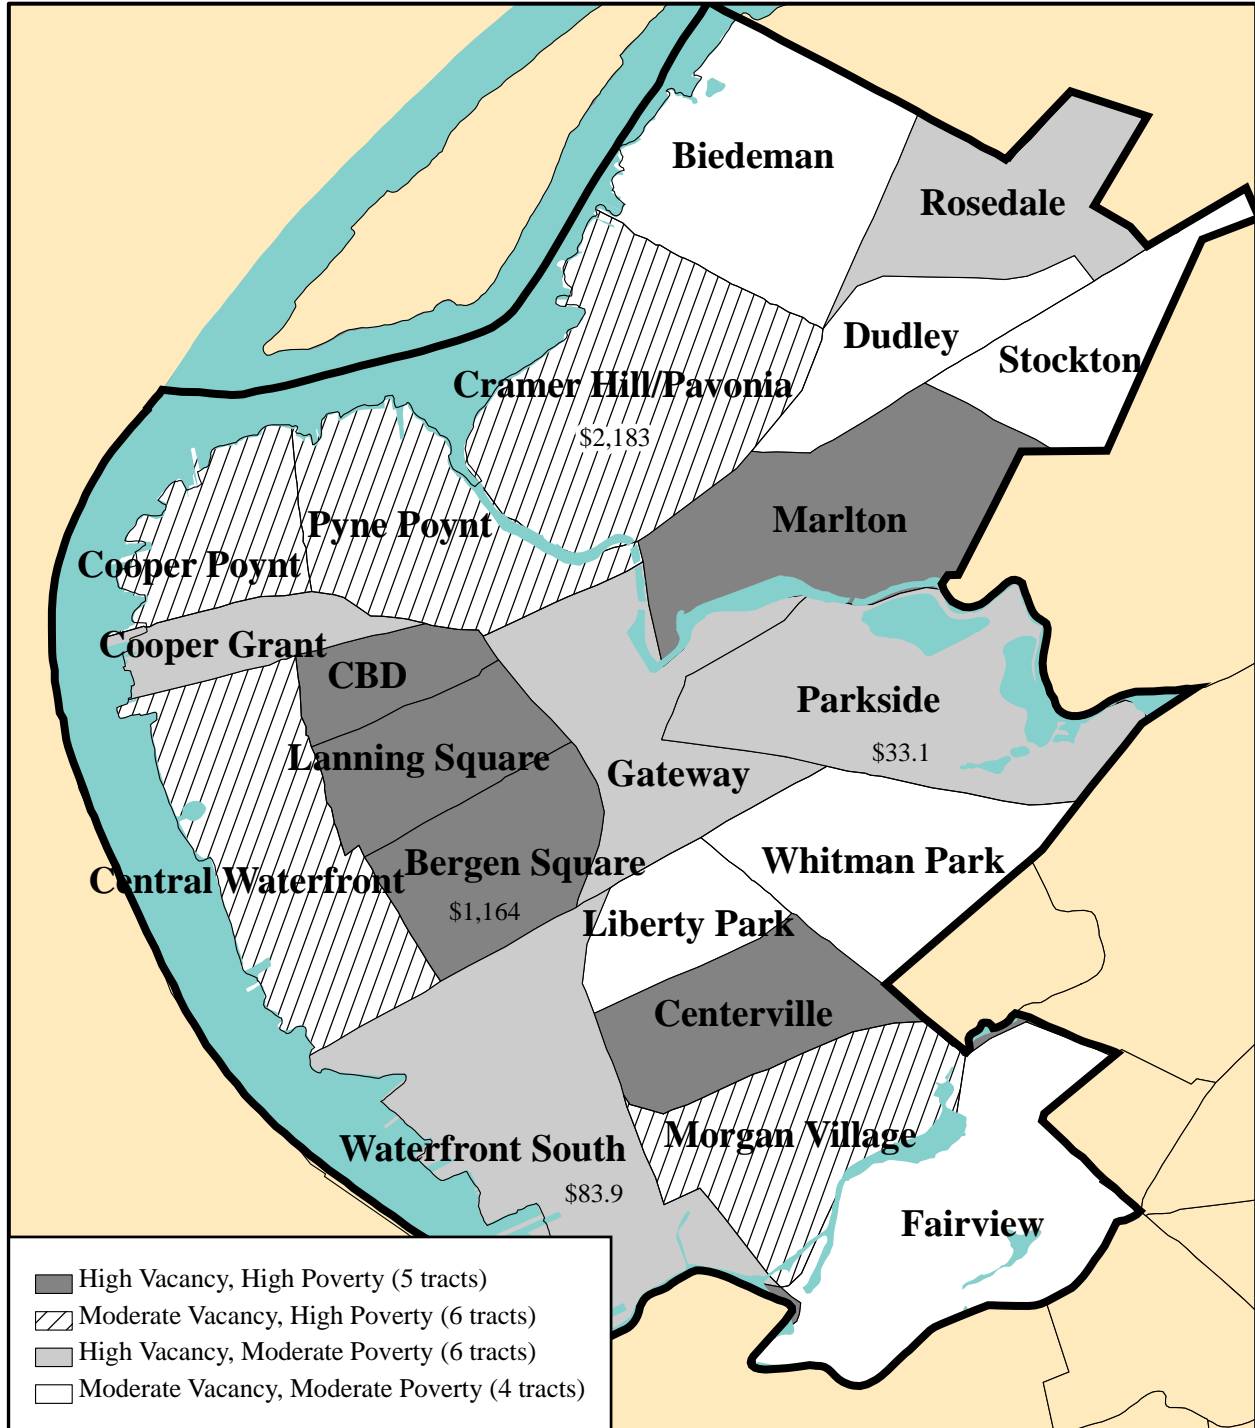 Biedeman
Rosedale
Dudley
Stockton
Cramer Hill/Pavonia
$2,183
Marlton
Pyne Poynt
Cooper Poynt
Cooper Grant
CBD
Parkside
$33.1
Lanning Square
Gateway
Bergen Square
$1,164
Whitman Park
Central Waterfront
Liberty Park
Centerville
Morgan Village
Waterfront South
$83.9
Fairview
High Vacancy, High Poverty (5 tracts)
Moderate Vacancy, High Poverty (6 tracts)
High Vacancy, Moderate Poverty (6 tracts)
Moderate Vacancy, Moderate Poverty (4 tracts)